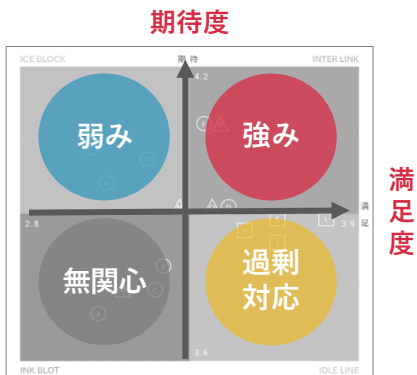 期待度
ICE BLOCK
期待
INTER LINK
4.2
弱み
強み
満足度
満足
2.8
3.9
無関心
過剰
対応
3.6
INK BLOT
IDLE LINE